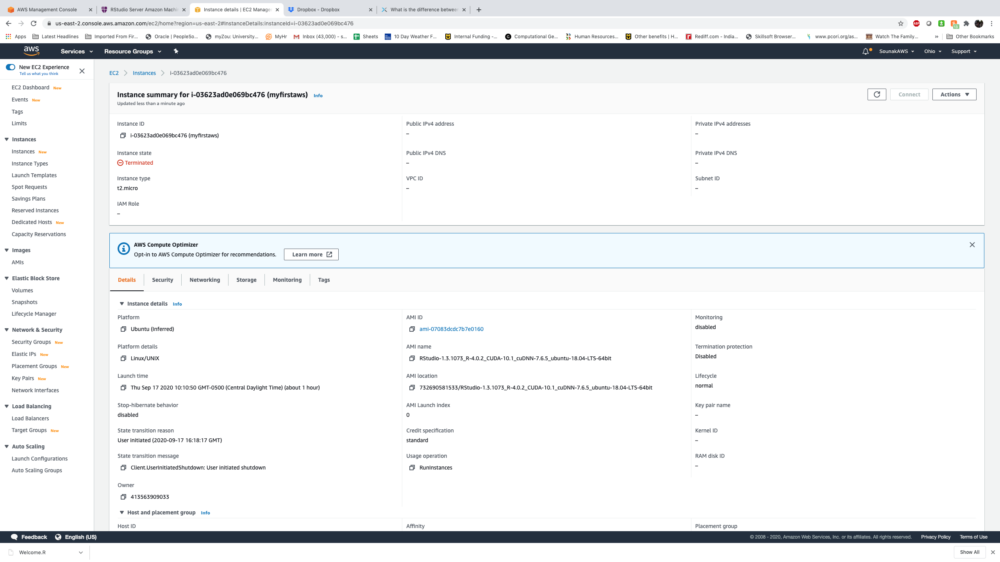 AWS Management Console
RStudio Server Amazon Machin
Instance details | EC2 Manager
Dropbox - Dropbox
What is the difference between
us-east-2.console.aws.amazon.com/ec2/home?region=us-east-2#InstanceDetails:instanceId=i-03623ad0e069bc476
ABP
13
Apps
Latest Headlines
Imported From Fir...
Oracle | PeopleSo...
myZou: University...
MyHr
Inbox (43,000) - s...
Sheets
10 Day Weather F...
Internal Funding -...
Computational Ge...
Human Resources...
Other benefits | H...
Rediff.com - India...
Skillsoft Browser...
www.pcori.org/as...
Watch The Family...
»
Other Bookmarks
aws
Services
Resource Groups
SounakAWS
Ohio
Support
New EC2 Experience
Tell us what you think
EC2 Dashboard New
Events New
Tags
Limits
Instances
Instances New
Instance Types
Launch Templates
Spot Requests
Savings Plans
Reserved Instances
Dedicated Hosts New
Capacity Reservations
Images
AMIs
Elastic Block Store
Volumes
Snapshots
Lifecycle Manager
Network & Security
Security Groups New
Elastic IPs New
Placement Groups New
Key Pairs New
Network Interfaces
Load Balancing
Load Balancers
Target Groups New
Auto Scaling
Launch Configurations
Auto Scaling Groups
EC2 > Instances > i-03623ad0e069bc476
Instance summary for i-03623ad0e069bc476 (myfirstaws) Info
Updated less than a minute ago
Connect
Actions
Instance ID
i-03623ad0e069bc476 (myfirstaws)
Public IPv4 address
–
Private IPv4 addresses
–
Instance state
Terminated
Public IPv4 DNS
–
Private IPv4 DNS
–
Instance type
t2.micro
VPC ID
–
Subnet ID
–
IAM Role
–
AWS Compute Optimizer
Opt-in to AWS Compute Optimizer for recommendations.
Learn more
Details
Security
Networking
Storage
Monitoring
Tags
Instance details Info
Platform
Ubuntu (Inferred)
AMI ID
ami-07083dcdc7b7e0160
Monitoring
disabled
Platform details
Linux/UNIX
AMI name
RStudio-1.3.1073_R-4.0.2_CUDA-10.1_cuDNN-7.6.5_ubuntu-18.04-LTS-64bit
Termination protection
Disabled
Launch time
Thu Sep 17 2020 10:10:50 GMT-0500 (Central Daylight Time) (about 1 hour)
AMI location
732690581533/RStudio-1.3.1073_R-4.0.2_CUDA-10.1_cuDNN-7.6.5_ubuntu-18.04-LTS-64bit
Lifecycle
normal
Stop-hibernate behavior
disabled
AMI Launch index
0
Key pair name
–
State transition reason
User initiated (2020-09-17 16:18:17 GMT)
Credit specification
standard
Kernel ID
–
State transition message
Client.UserInitiatedShutdown: User initiated shutdown
Usage operation
RunInstances
RAM disk ID
–
Owner
413563909033
Host and placement group Info
Host ID
Affinity
Placement group
Feedback
English (US)
© 2008 - 2020, Amazon Web Services, Inc. or its affiliates. All rights reserved.
Privacy Policy
Terms of Use
Welcome.R
Show All